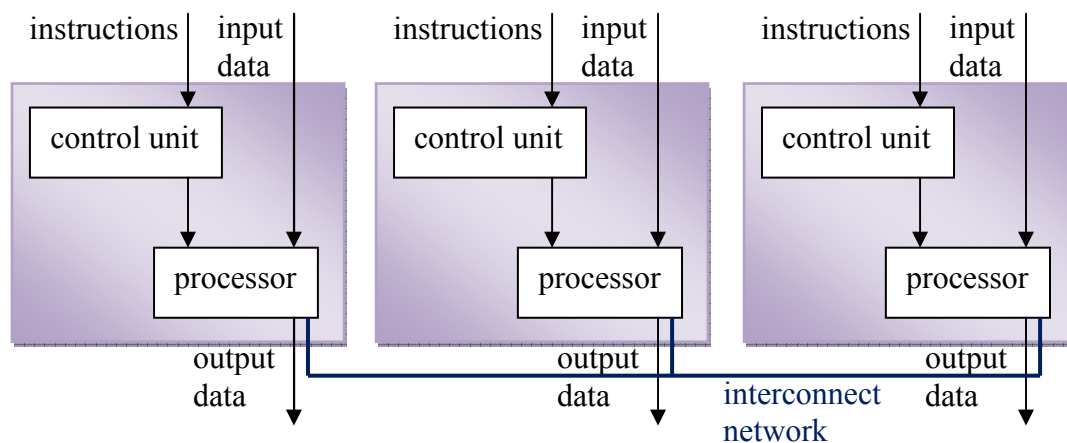 instructions
input
data
control unit
processor
output
data
instructions
input
data
control unit
processor
output
data
instructions
input
data
control unit
processor
output
data
interconnect
network